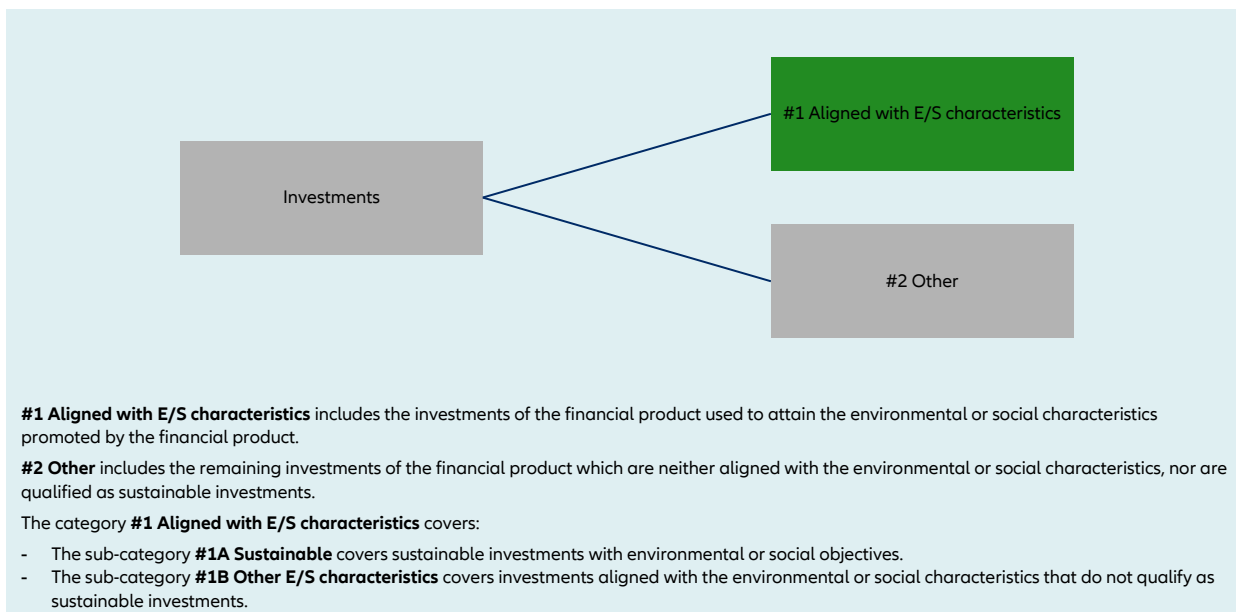 #1 Aligned with E/S characteristics
Investments
#2 Other
#1 Aligned with E/S characteristics includes the investments of the financial product used to attain the environmental or social characteristics
promoted by the financial product.
#2 Other includes the remaining investments of the financial product which are neither aligned with the environmental or social characteristics, nor are
qualified as sustainable investments.
The category #1 Aligned with E/S characteristics covers:
- The sub-category #1A Sustainable covers sustainable investments with environmental or social objectives.
- The sub-category #1B Other E/S characteristics covers investments aligned with the environmental or social characteristics that do not qualify as
sustainable investments.